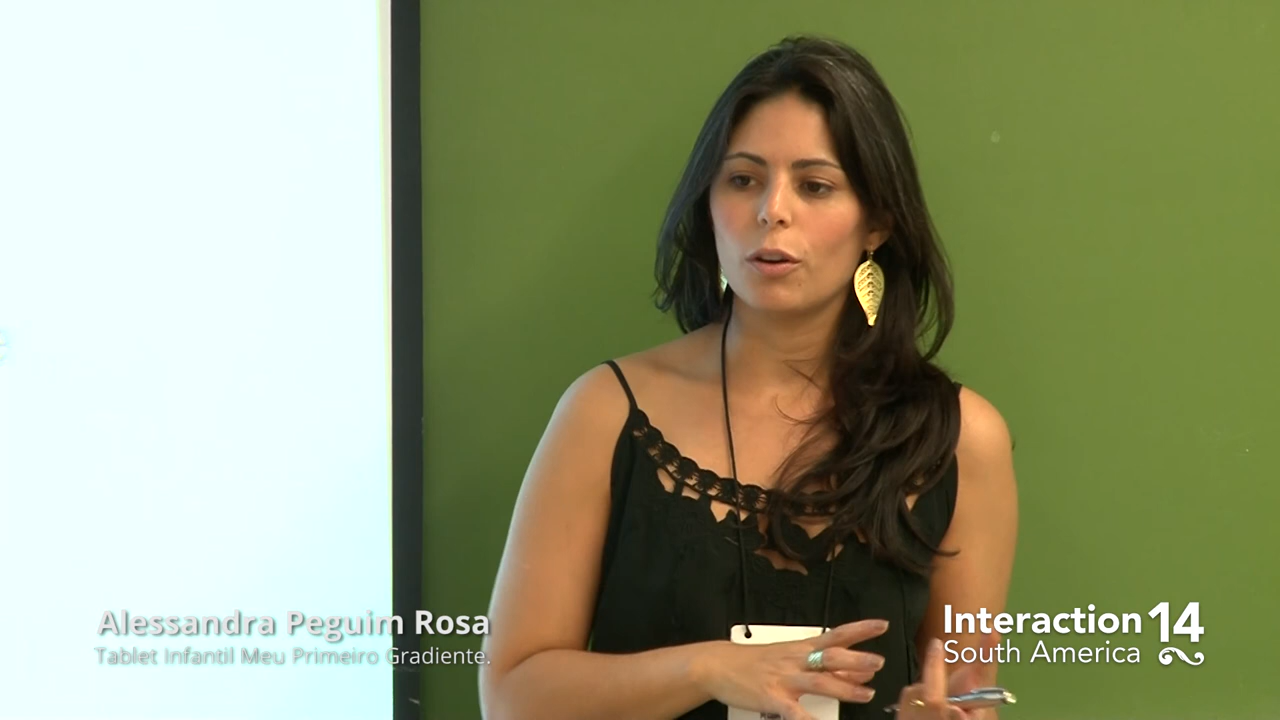 Alessandra Peguim Rosa
Tablet Infantil Meu Primeiro Gradiente.
Interaction 14
South America